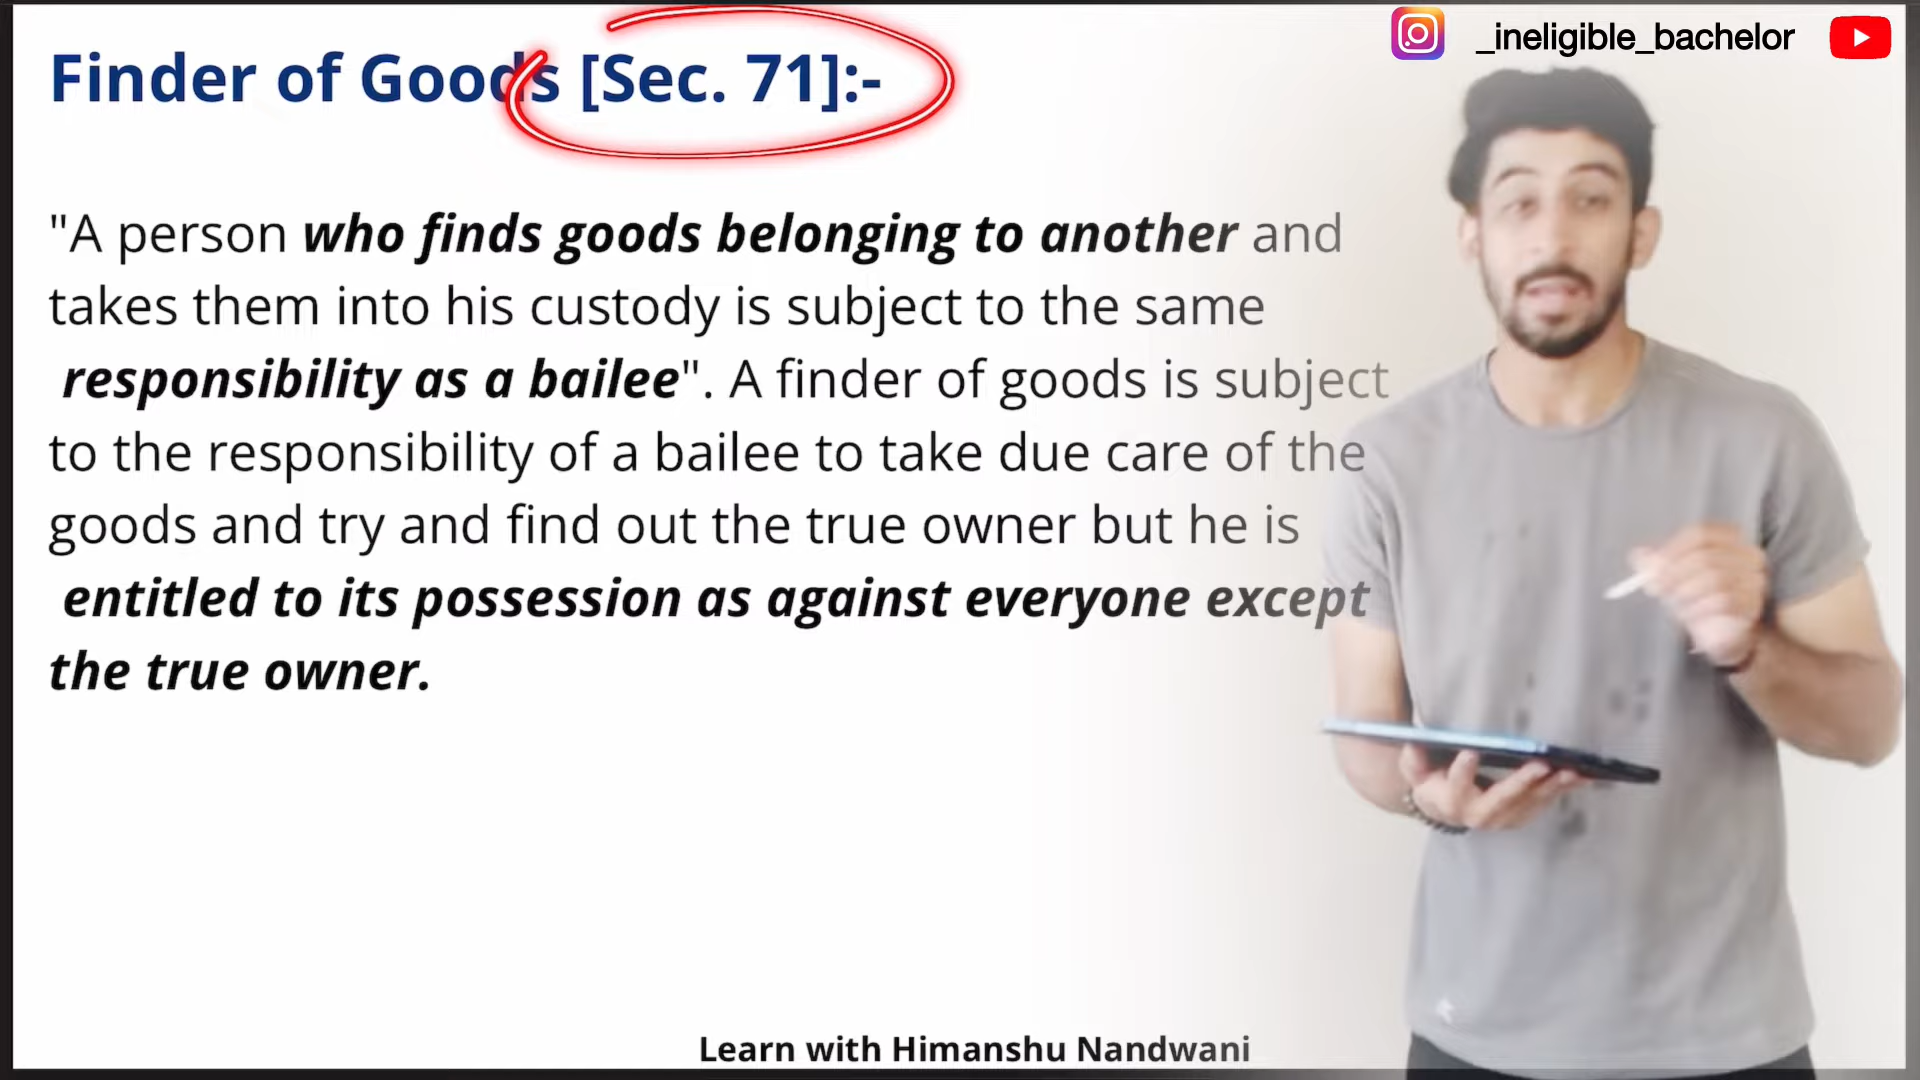 _ineligible_bachelor
Finder of Goods [Sec. 71]:-
"A person who finds goods belonging to another and
takes them into his custody is subject to the same
responsibility as a bailee". A finder of goods is subject
to the responsibility of a bailee to take due care of the
goods and try and find out the true owner but he is
entitled to its possession as against everyone except
the true owner.
Learn with Himanshu Nandwani